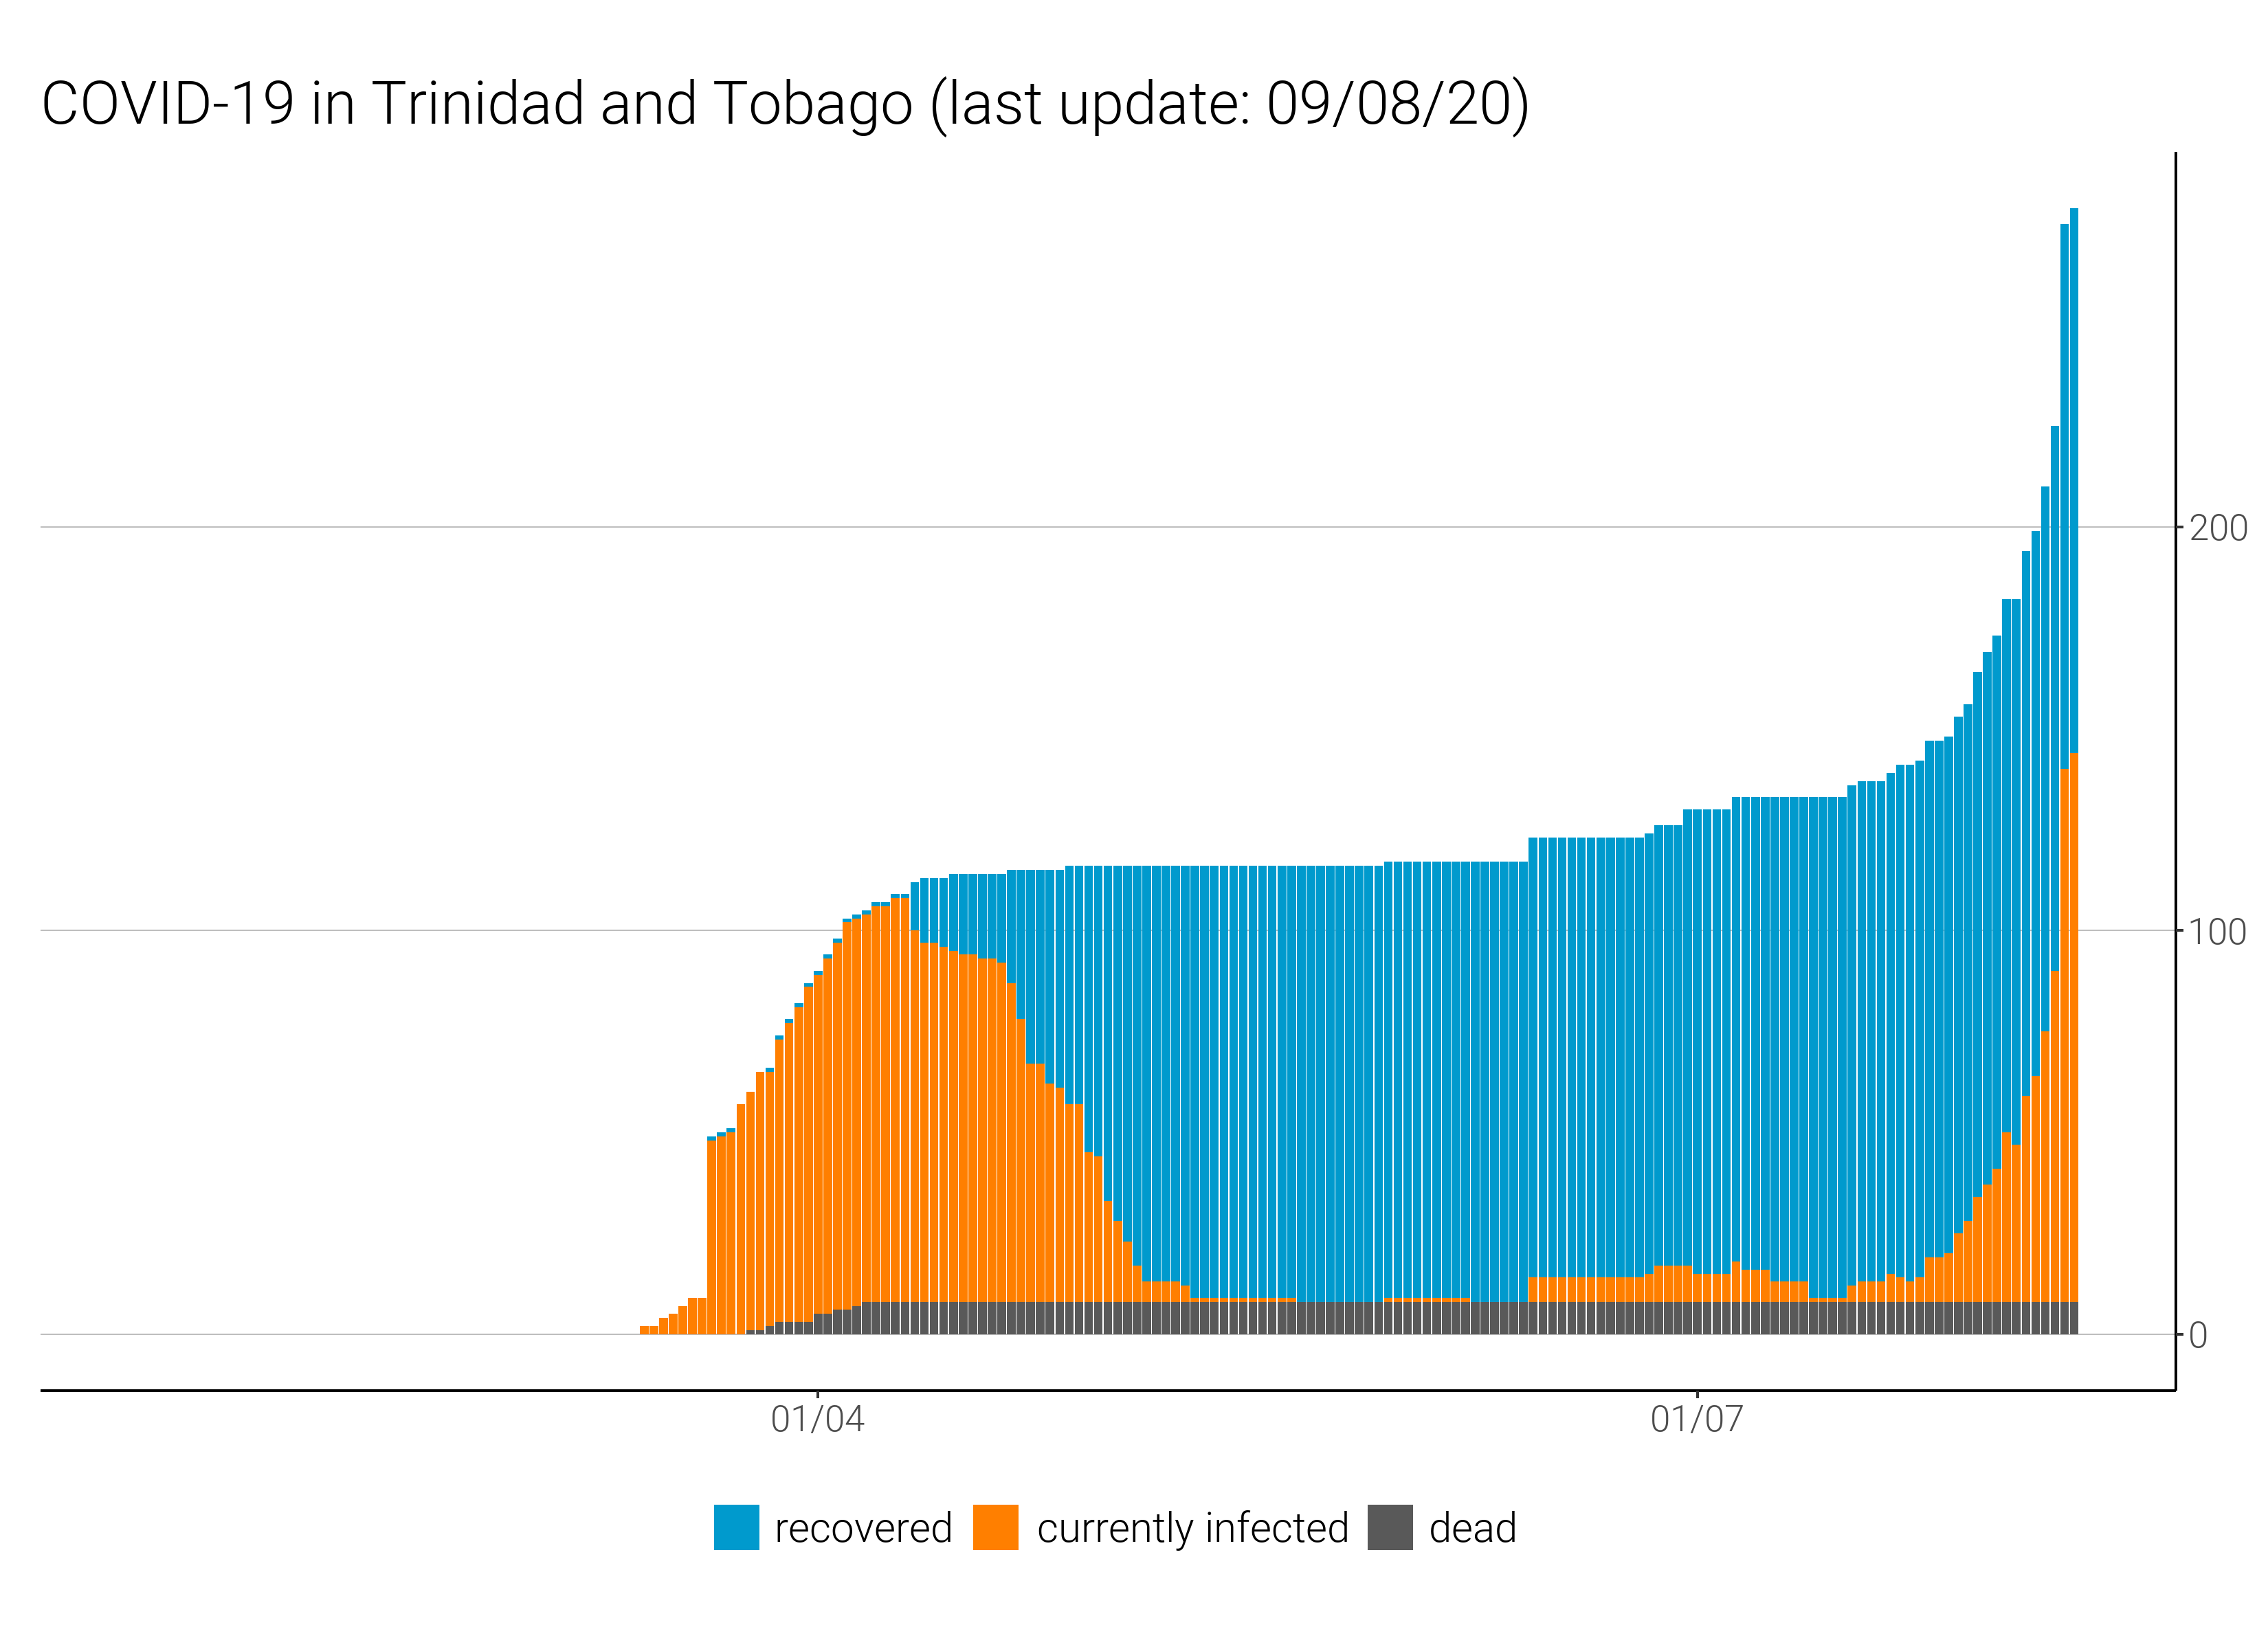 COVID-19 in Trinidad and Tobago (last update: 09/08/20)
200
100
0
01/04 01/07
recovered currently infected dead